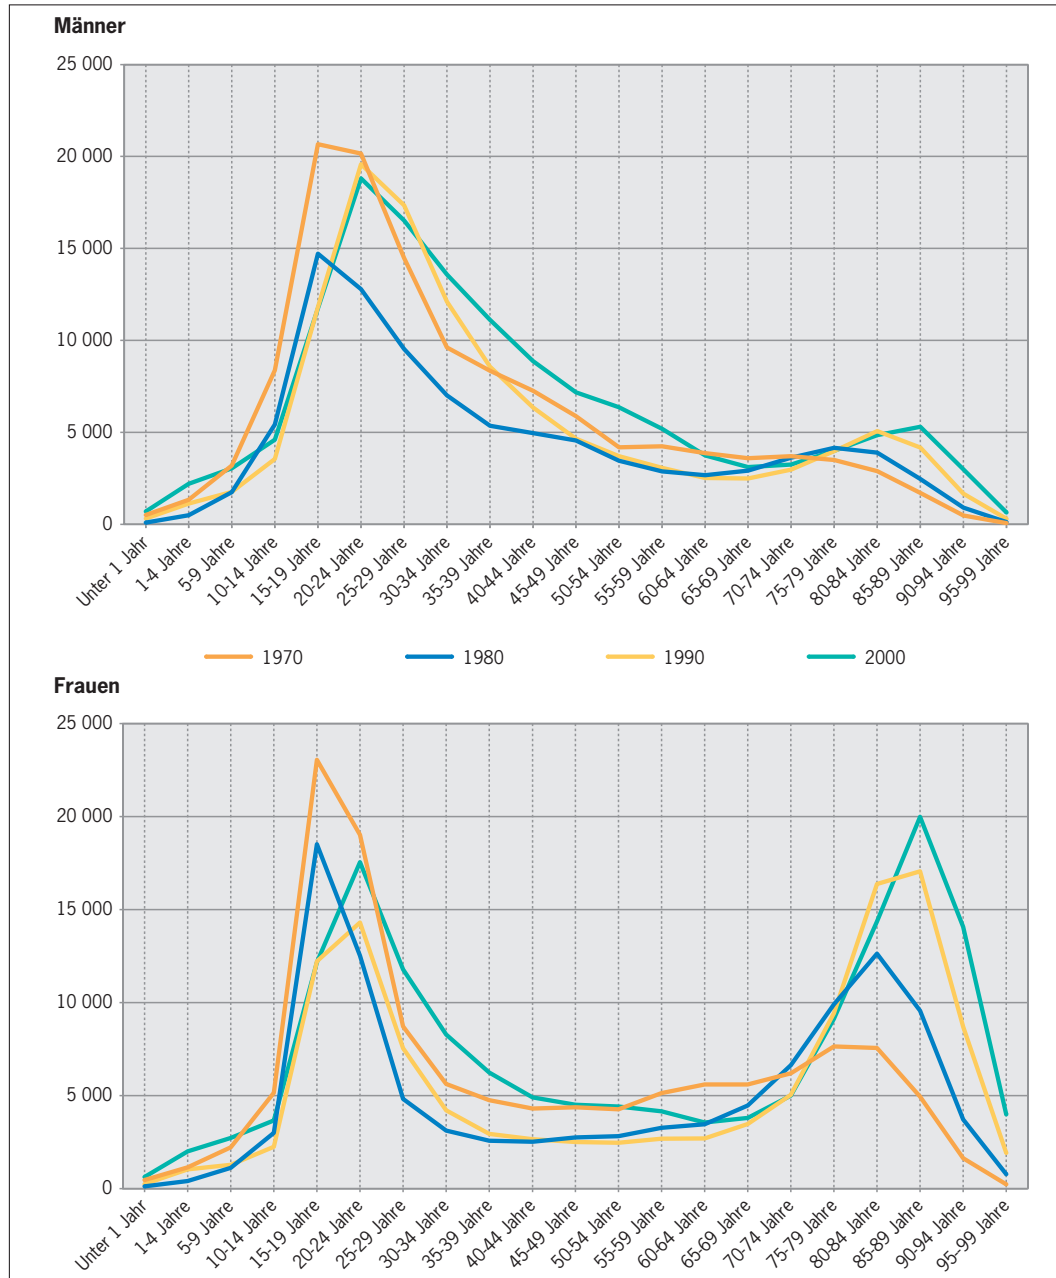 Männer
25 000
20 000
15 000
10 000
5 000
0
Unter 1 Jahr
1-4 Jahre
5-9 Jahre
10-14 Jahre
15-19 Jahre
20-24 Jahre
25-29 Jahre
30-34 Jahre
35-39 Jahre
40-44 Jahre
45-49 Jahre
50-54 Jahre
55-59 Jahre
60-64 Jahre
65-69 Jahre
70-74 Jahre
75-79 Jahre
80-84 Jahre
85-89 Jahre
90-94 Jahre
95-99 Jahre
1970 1980 1990 2000
Frauen
25 000
20 000
15 000
10 000
5 000
0
Unter 1 Jahr
1-4 Jahre
5-9 Jahre
10-14 Jahre
15-19 Jahre
20-24 Jahre
25-29 Jahre
30-34 Jahre
35-39 Jahre
40-44 Jahre
45-49 Jahre
50-54 Jahre
55-59 Jahre
60-64 Jahre
65-69 Jahre
70-74 Jahre
75-79 Jahre
80-84 Jahre
85-89 Jahre
90-94 Jahre
95-99 Jahre